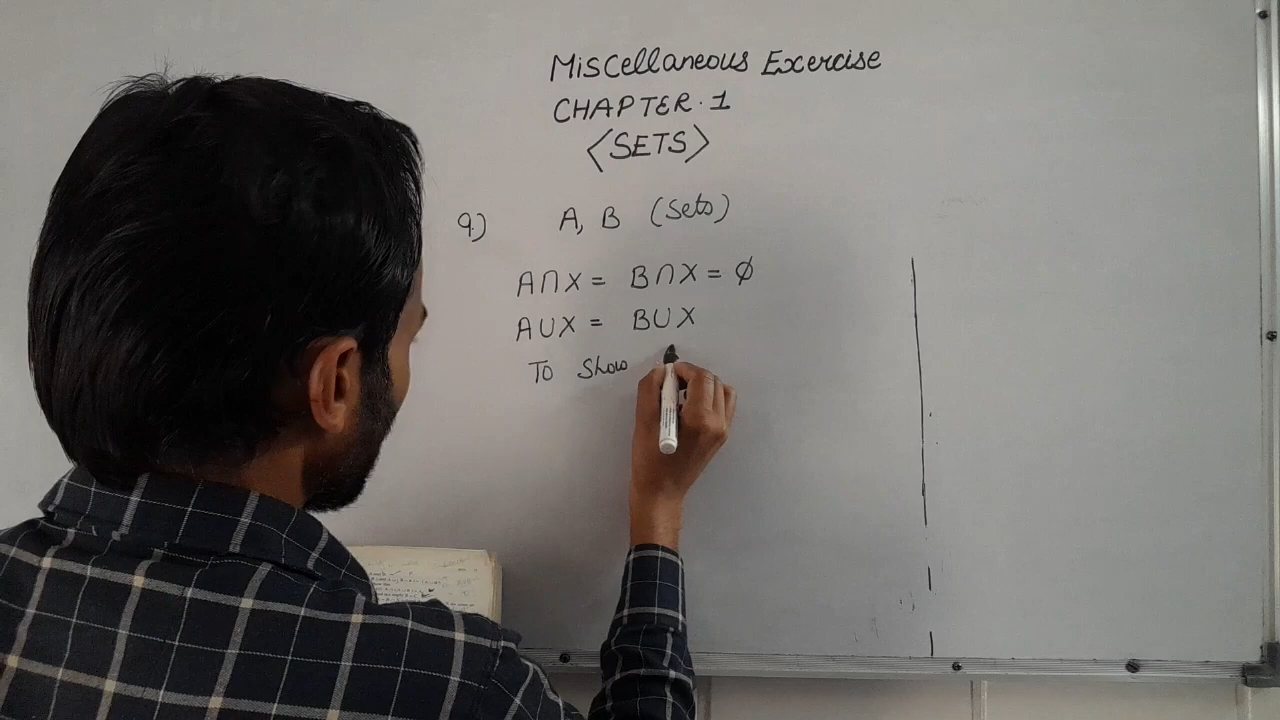 Miscellaneous Exercise
CHAPTER.1
<SETS>
9.) A, B (Sets)
A∩X = B∩X = ϕ
A∪X = B∪X
To Show